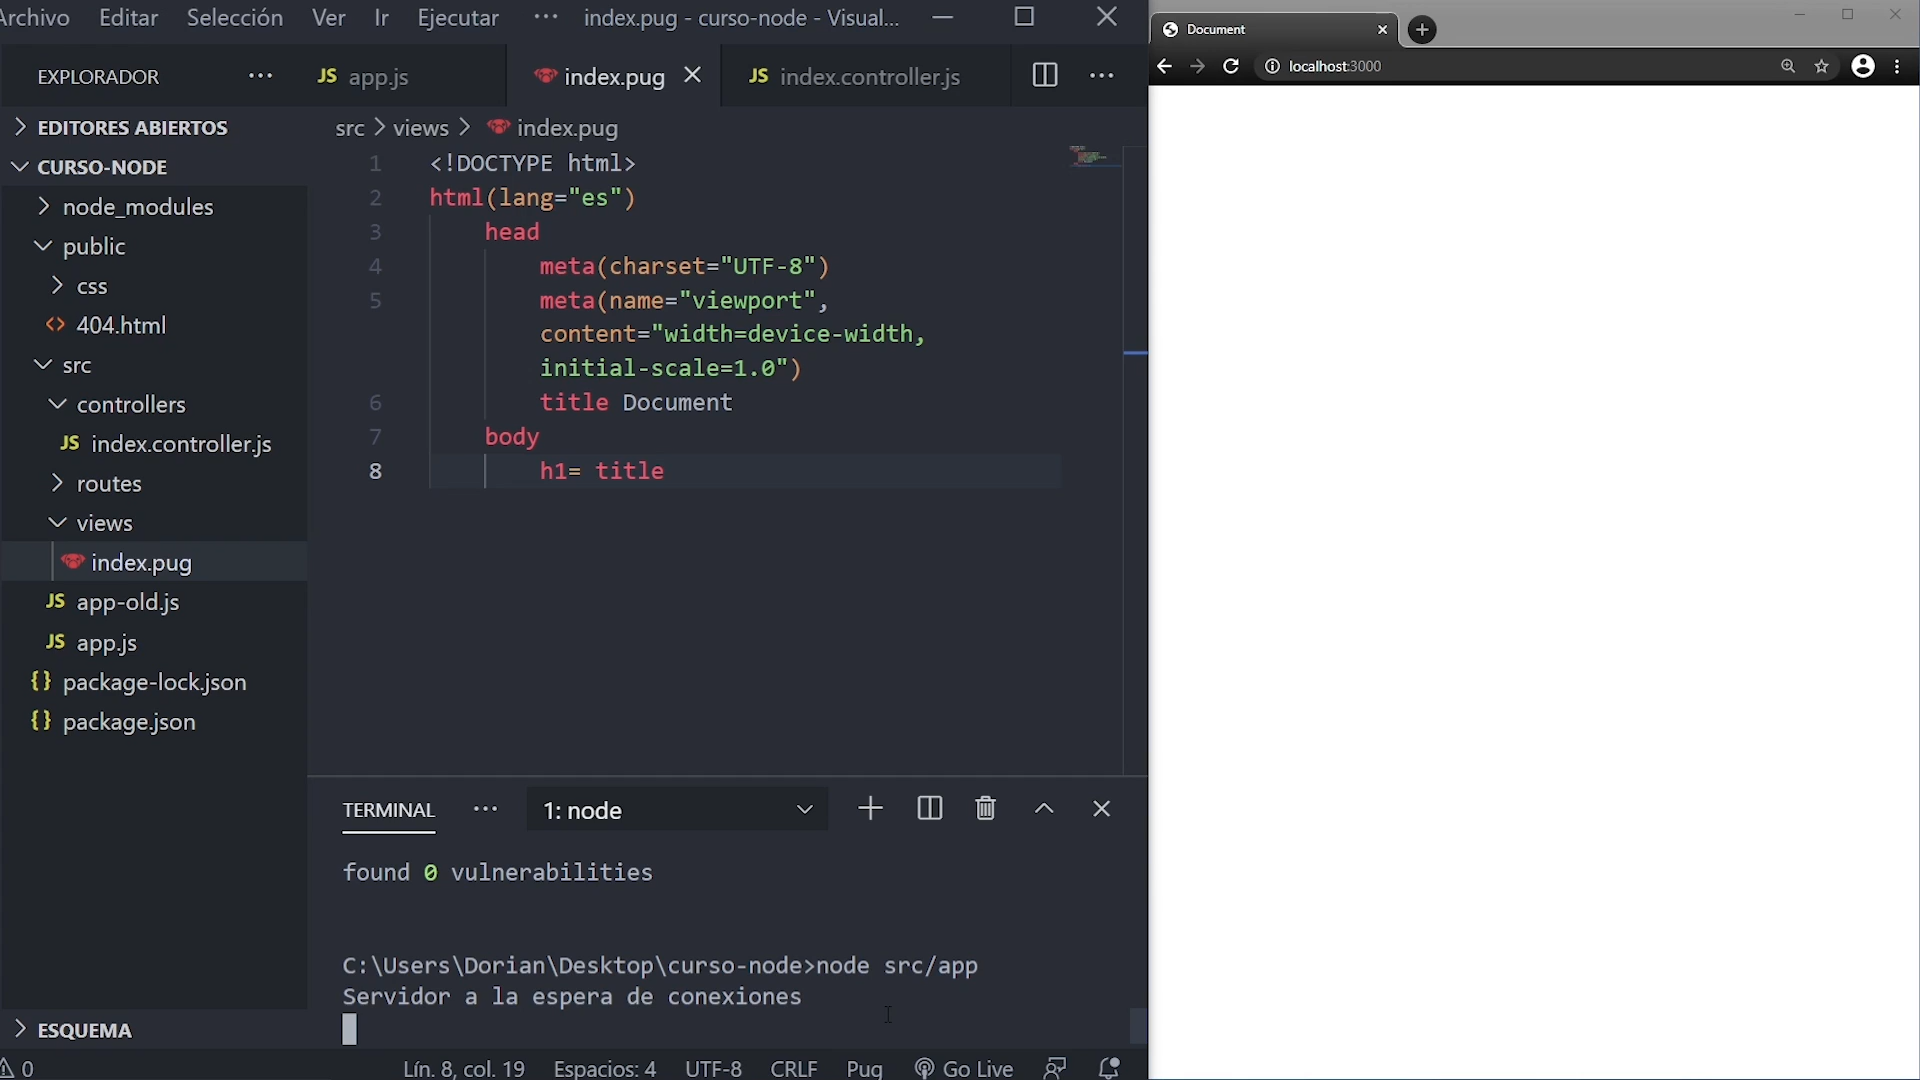 Archivo Editar Selección Ver Ir Ejecutar ··· index.pug - curso-node - Visual...
EXPLORADOR ···
JS app.js
index.pug
JS index.controller.js
EDITORES ABIERTOS
CURSO-NODE
node_modules
public
css
404.html
src
controllers
JS index.controller.js
routes
views
index.pug
JS app-old.js
JS app.js
{} package-lock.json
{} package.json
ESQUEMA
src > views > index.pug
1 <!DOCTYPE html>
2 html(lang="es")
3 head
4 meta(charset="UTF-8")
5 meta(name="viewport",
content="width=device-width,
initial-scale=1.0")
6 title Document
7 body
8 h1= title
TERMINAL ··· 1: node
found 0 vulnerabilities
C:\Users\Dorian\Desktop\curso-node>node src/app
Servidor a la espera de conexiones
0 Lín. 8, col. 19 Espacios: 4 UTF-8 CRLF Pug Go Live
Document
localhost:3000